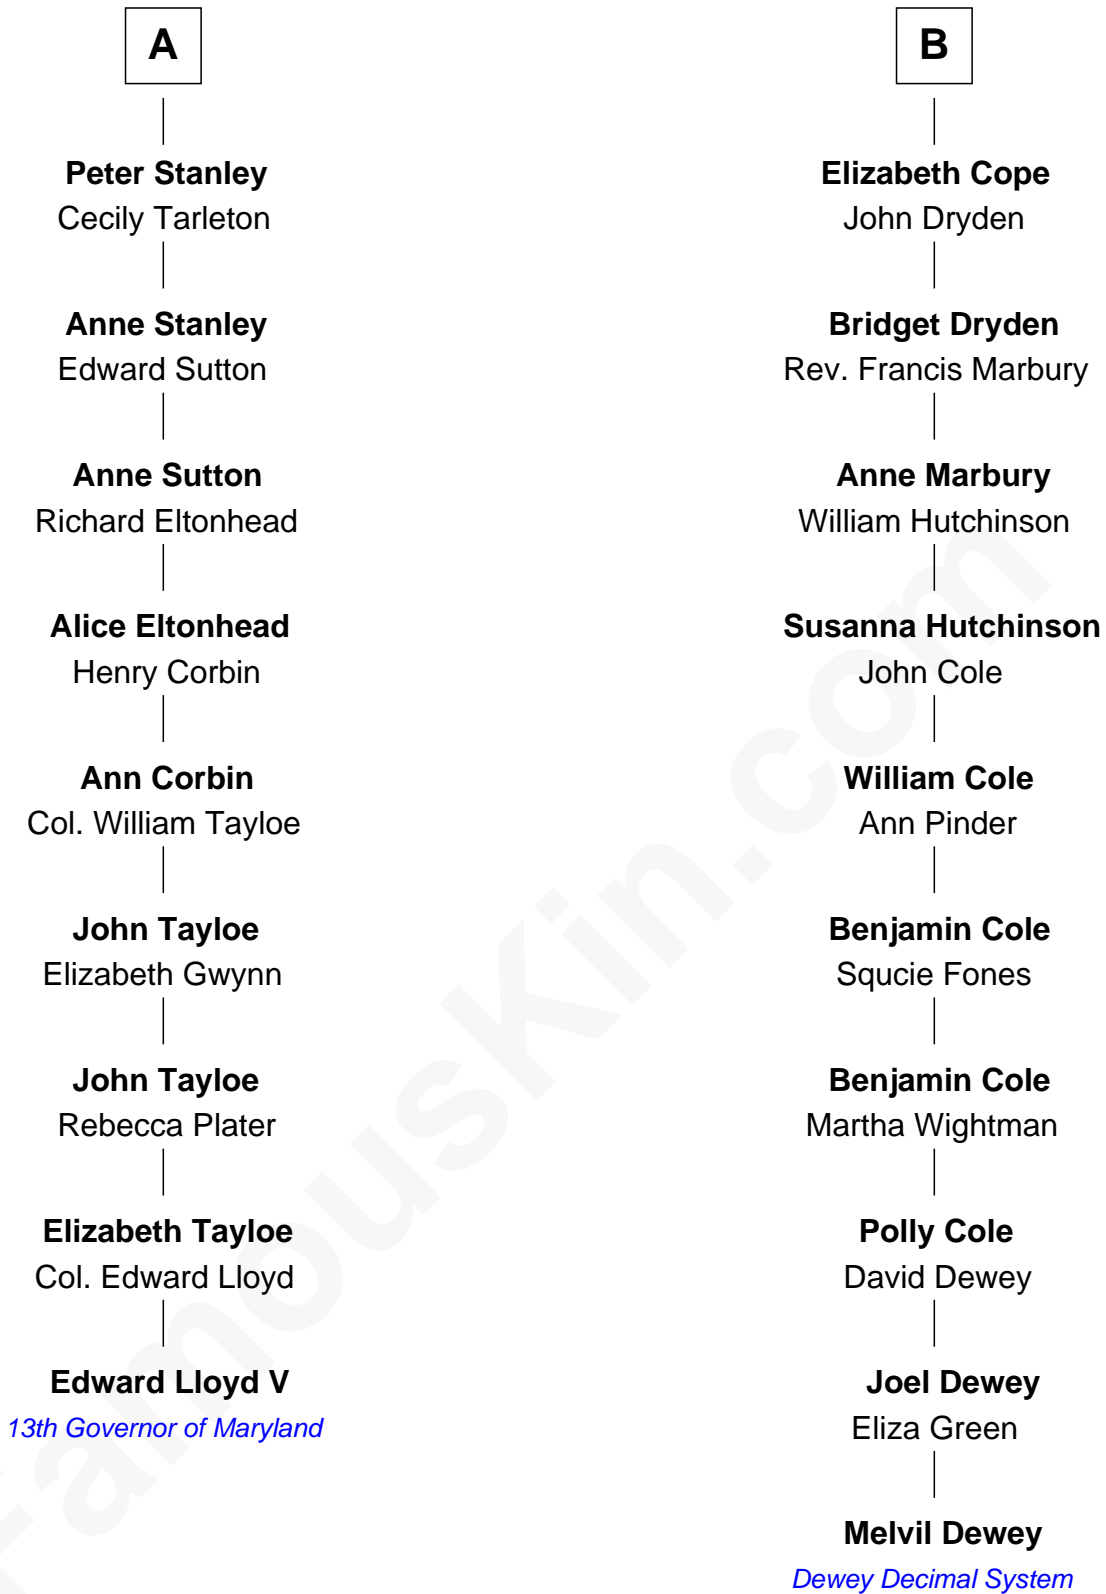 A
Peter Stanley
Cecily Tarleton
Anne Stanley
Edward Sutton
Anne Sutton
Richard Eltonhead
Alice Eltonhead
Henry Corbin
Ann Corbin
Col. William Tayloe
John Tayloe
Elizabeth Gwynn
John Tayloe
Rebecca Plater
Elizabeth Tayloe
Col. Edward Lloyd
Edward Lloyd V
13th Governor of Maryland
B
Elizabeth Cope
John Dryden
Bridget Dryden
Rev. Francis Marbury
Anne Marbury
William Hutchinson
Susanna Hutchinson
John Cole
William Cole
Ann Pinder
Benjamin Cole
Squcie Fones
Benjamin Cole
Martha Wightman
Polly Cole
David Dewey
Joel Dewey
Eliza Green
Melvil Dewey
Dewey Decimal System
FamousKin.com